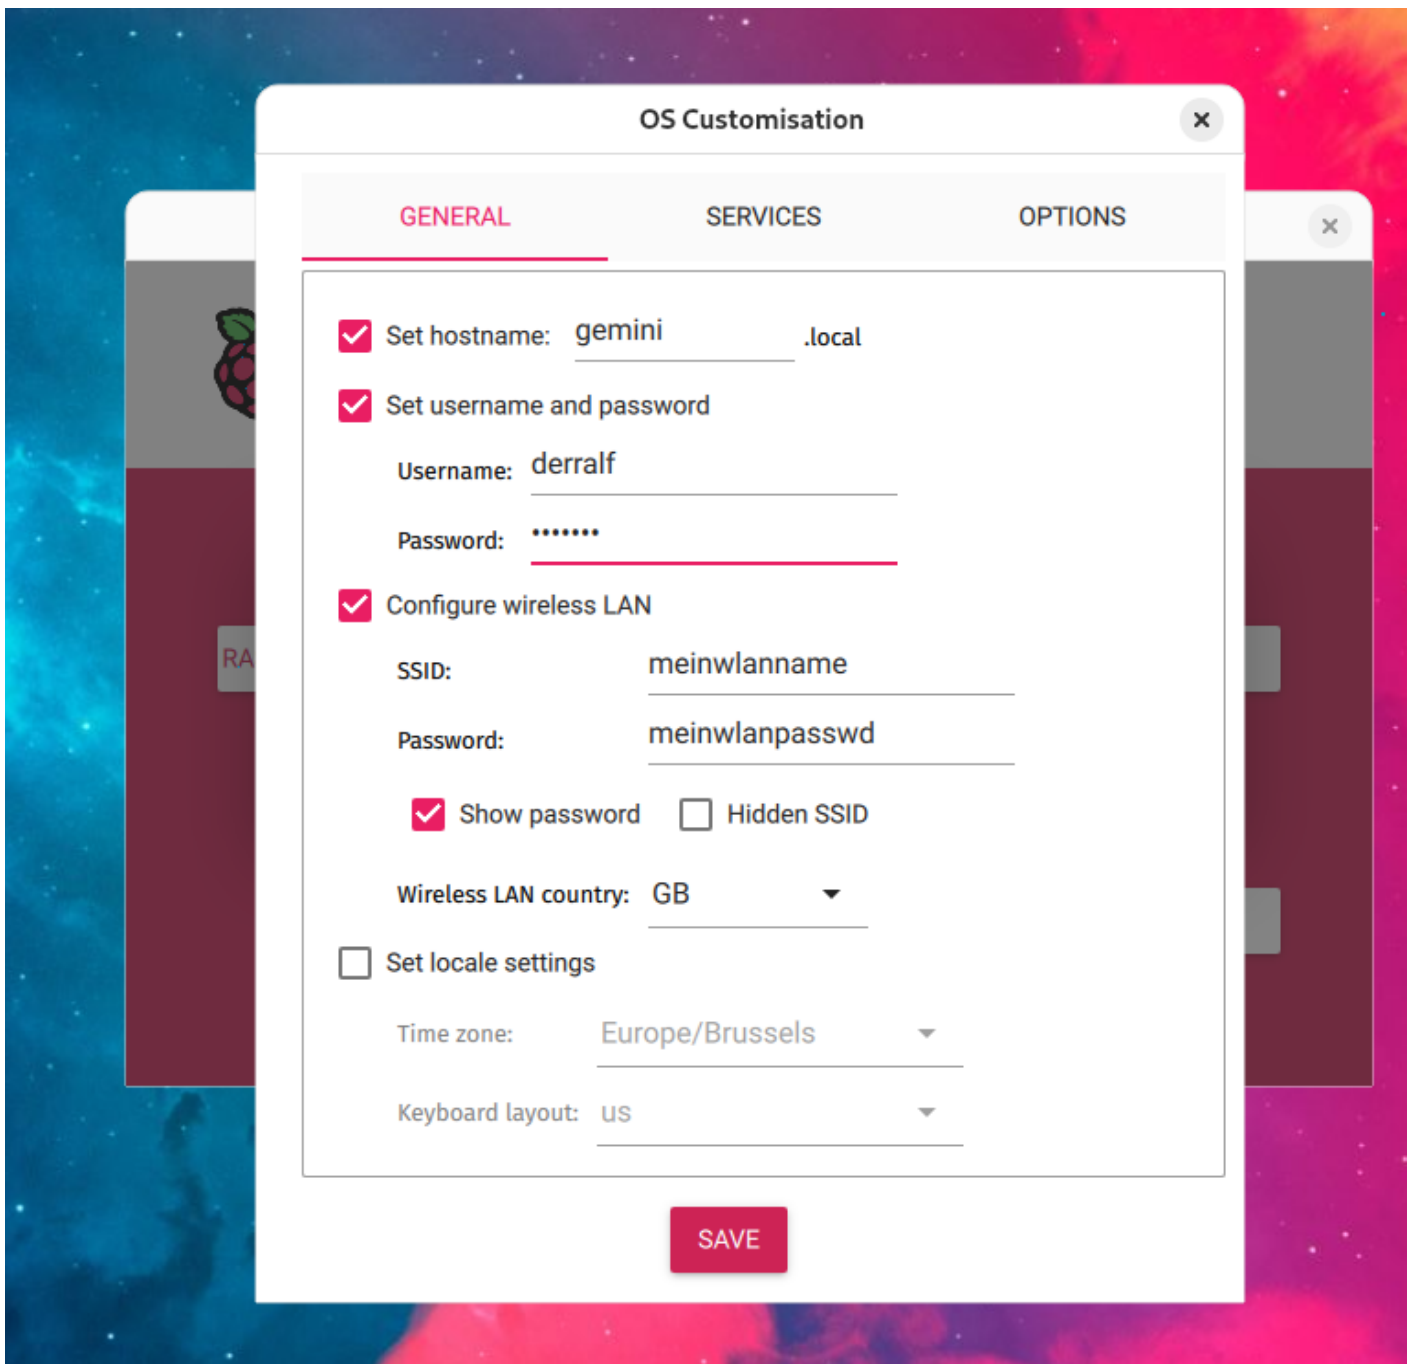 OS Customisation
GENERAL SERVICES OPTIONS
Set hostname: gemini .local
Set username and password
Username: derralf
Password: •••••••
Configure wireless LAN
RA
SSID: meinwlanname
Password: meinwlanpasswd
Show password Hidden SSID
Wireless LAN country: GB
Set locale settings
Time zone: Europe/Brussels
Keyboard layout: us
SAVE